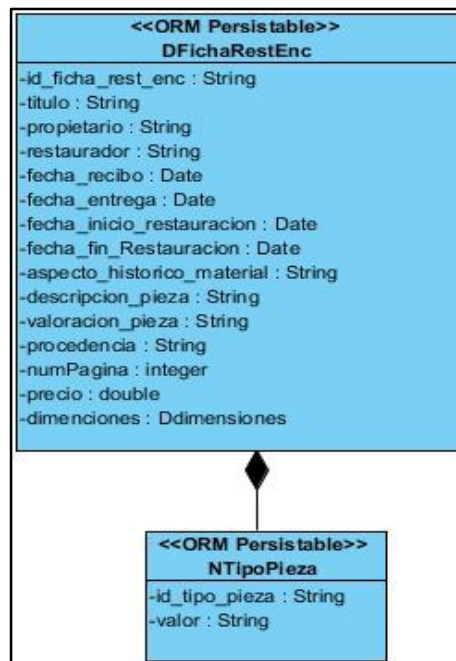 <<ORM Persistable>>
DFichaRestEnc
-id_ficha_rest_enc : String
-titulo : String
-propietario : String
-restaurador : String
-fecha_recibo : Date
-fecha_entrega : Date
-fecha_inicio_restauracion : Date
-fecha_fin_Restauracion : Date
-aspecto_historico_material : String
-descripcion_pieza : String
-valoracion_pieza : String
-procedencia : String
-numPagina : integer
-precio : double
-dimenciones : Ddimensiones
<<ORM Persistable>>
NTipoPieza
-id_tipo_pieza : String
-valor : String